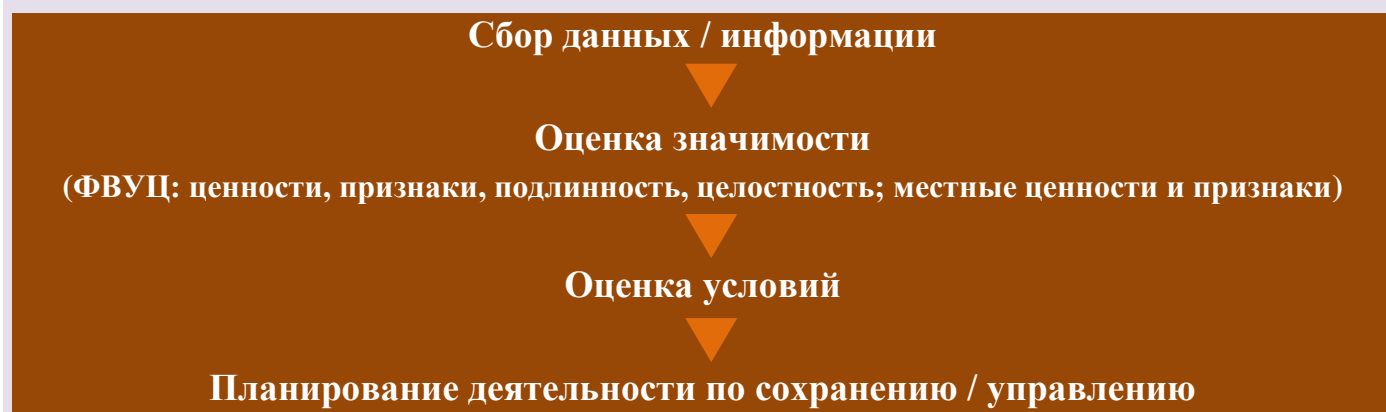 Сбор данных / информации
Оценка значимости
(ФВУЦ: ценности, признаки, подлинность, целостность; местные ценности и признаки)
Оценка условий
Планирование деятельности по сохранению / управлению